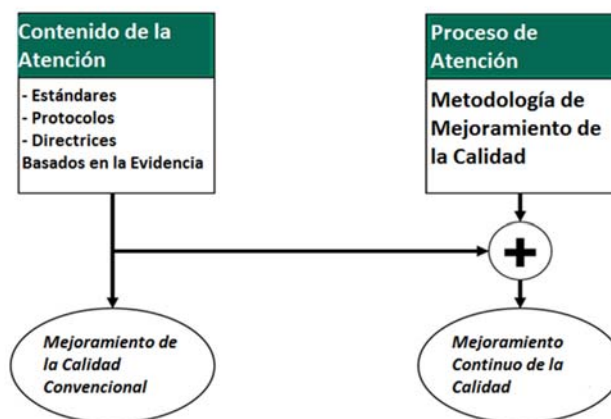 Contenido de la
Atención
- Estándares
- Protocolos
- Directrices
Basados en la Evidencia
Proceso de
Atención
Metodología de
Mejoramiento de
la Calidad
+
Mejoramiento de
la Calidad
Convencional
Mejoramiento
Continuo de la
Calidad